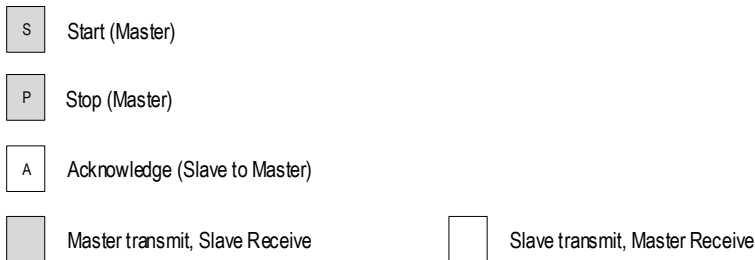 S Start (Master)
P Stop (Master)
A Acknowledge (Slave to Master)
Master transmit, Slave Receive Slave transmit, Master Receive